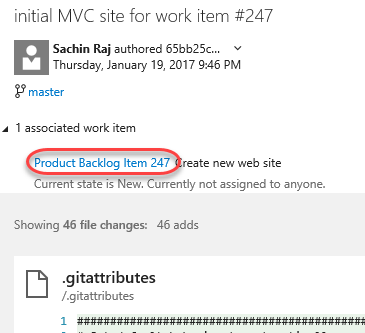 initial MVC site for work item #247
Sachin Raj authored 65bb25c...
Thursday, January 19, 2017 9:46 PM
master
1 associated work item
Product Backlog Item 247 Create new web site
Current state is New. Currently not assigned to anyone.
Showing 46 file changes: 46 adds
.gitattributes
/.gitattributes
1 ###########################################